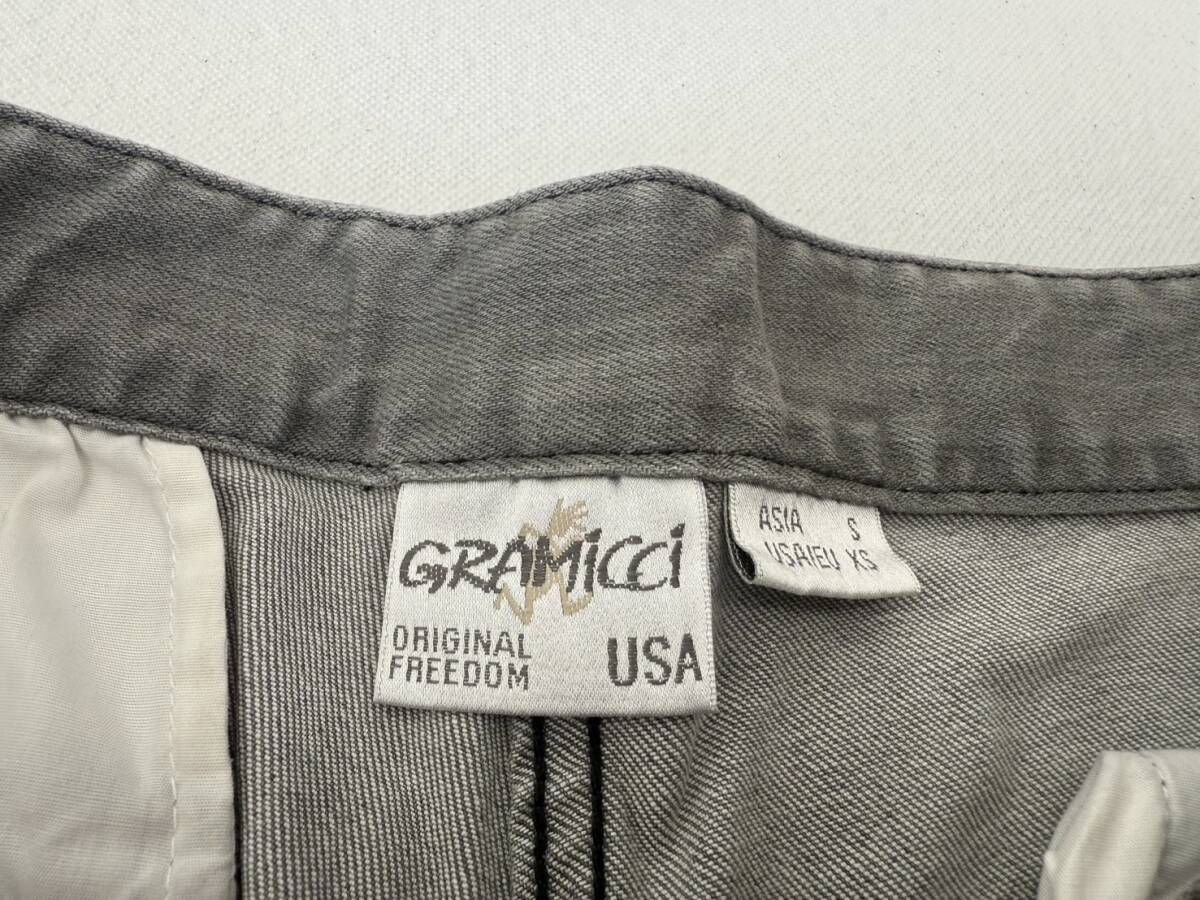 GRAMiCCi
ORIGINAL
FREEDOM
USA
ASIA S
USA/EU XS